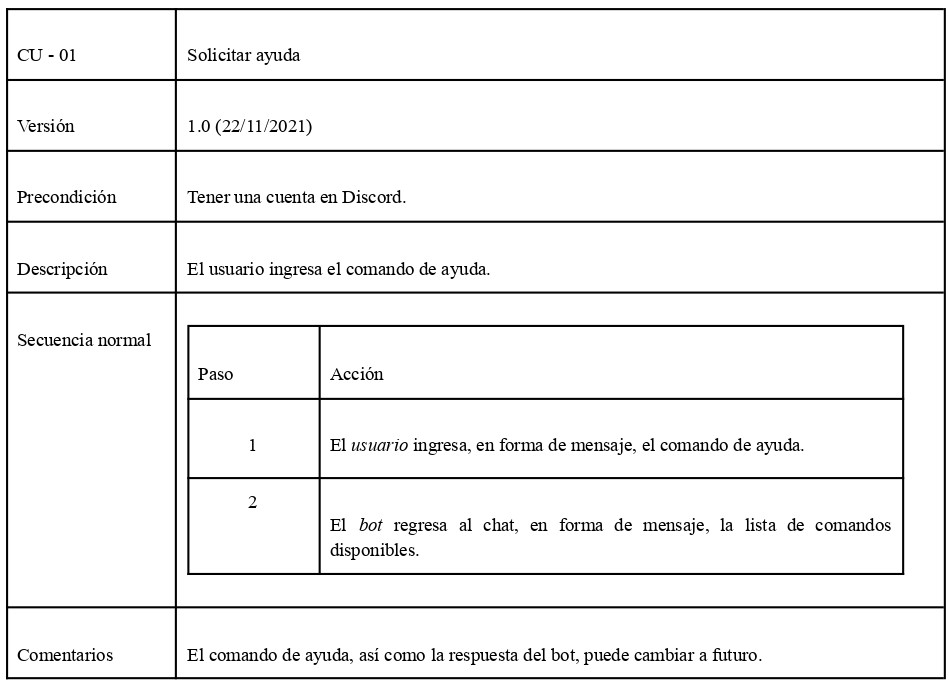 CU - 01
Solicitar ayuda
Versión
1.0 (22/11/2021)
Precondición
Tener una cuenta en Discord.
Descripción
El usuario ingresa el comando de ayuda.
Secuencia normal
Paso
Acción
1
El usuario ingresa, en forma de mensaje, el comando de ayuda.
2
El bot regresa al chat, en forma de mensaje, la lista de comandos
disponibles.
Comentarios
El comando de ayuda, así como la respuesta del bot, puede cambiar a futuro.